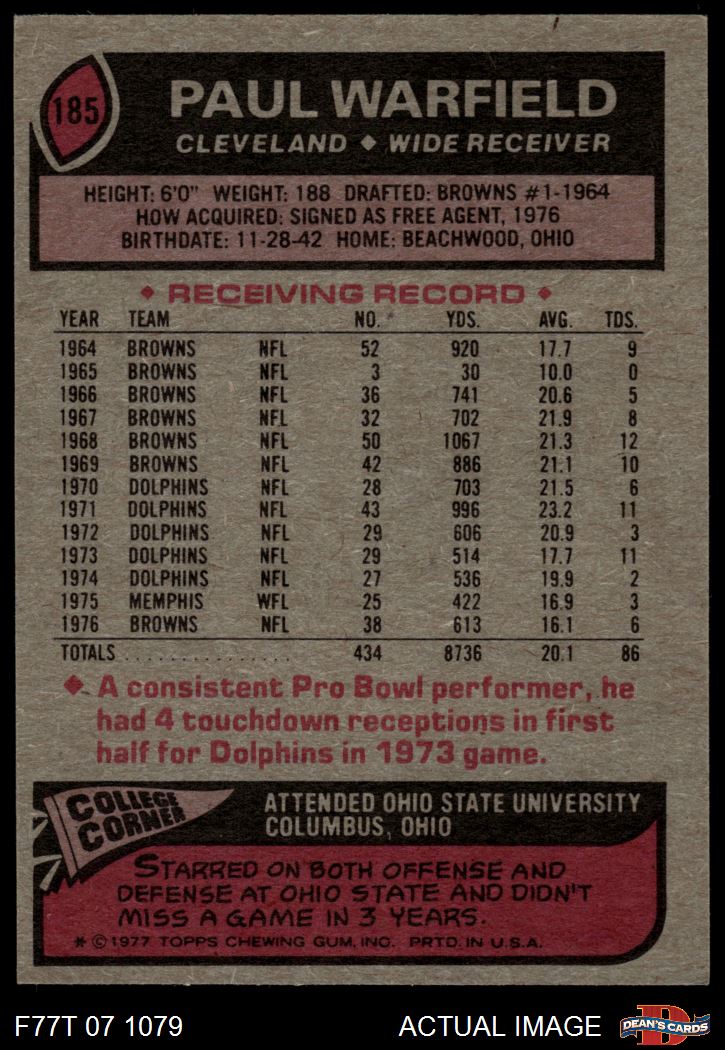 185
PAUL WARFIELD
CLEVELAND ◆ WIDE RECEIVER
HEIGHT: 6'0" WEIGHT: 188 DRAFTED: BROWNS #1-1964
HOW ACQUIRED: SIGNED AS FREE AGENT, 1976
BIRTHDATE: 11-28-42 HOME: BEACHWOOD, OHIO
◆ RECEIVING RECORD ◆
YEAR TEAM NO. YDS. AVG. TDS.
1964 BROWNS NFL 52 920 17.7 9
1965 BROWNS NFL 3 30 10.0 0
1966 BROWNS NFL 36 741 20.6 5
1967 BROWNS NFL 32 702 21.9 8
1968 BROWNS NFL 50 1067 21.3 12
1969 BROWNS NFL 42 886 21.1 10
1970 DOLPHINS NFL 28 703 21.5 6
1971 DOLPHINS NFL 43 996 23.2 11
1972 DOLPHINS NFL 29 606 20.9 3
1973 DOLPHINS NFL 29 514 17.7 11
1974 DOLPHINS NFL 27 536 19.9 2
1975 MEMPHIS WFL 25 422 16.9 3
1976 BROWNS NFL 38 613 16.1 6
TOTALS . . . . . . . . . . . . . . . . 434 8736 20.1 86
◆ A consistent Pro Bowl performer, he
had 4 touchdown receptions in first
half for Dolphins in 1973 game.
COLLEGE
CORNER
ATTENDED OHIO STATE UNIVERSITY
COLUMBUS, OHIO
STARRED ON BOTH OFFENSE AND
DEFENSE AT OHIO STATE AND DIDN'T
MISS A GAME IN 3 YEARS.
* © 1977 TOPPS CHEWING GUM, INC. PRTD. IN U.S.A.
F77T 07 1079 ACTUAL IMAGE
D
DEAN'S CARDS